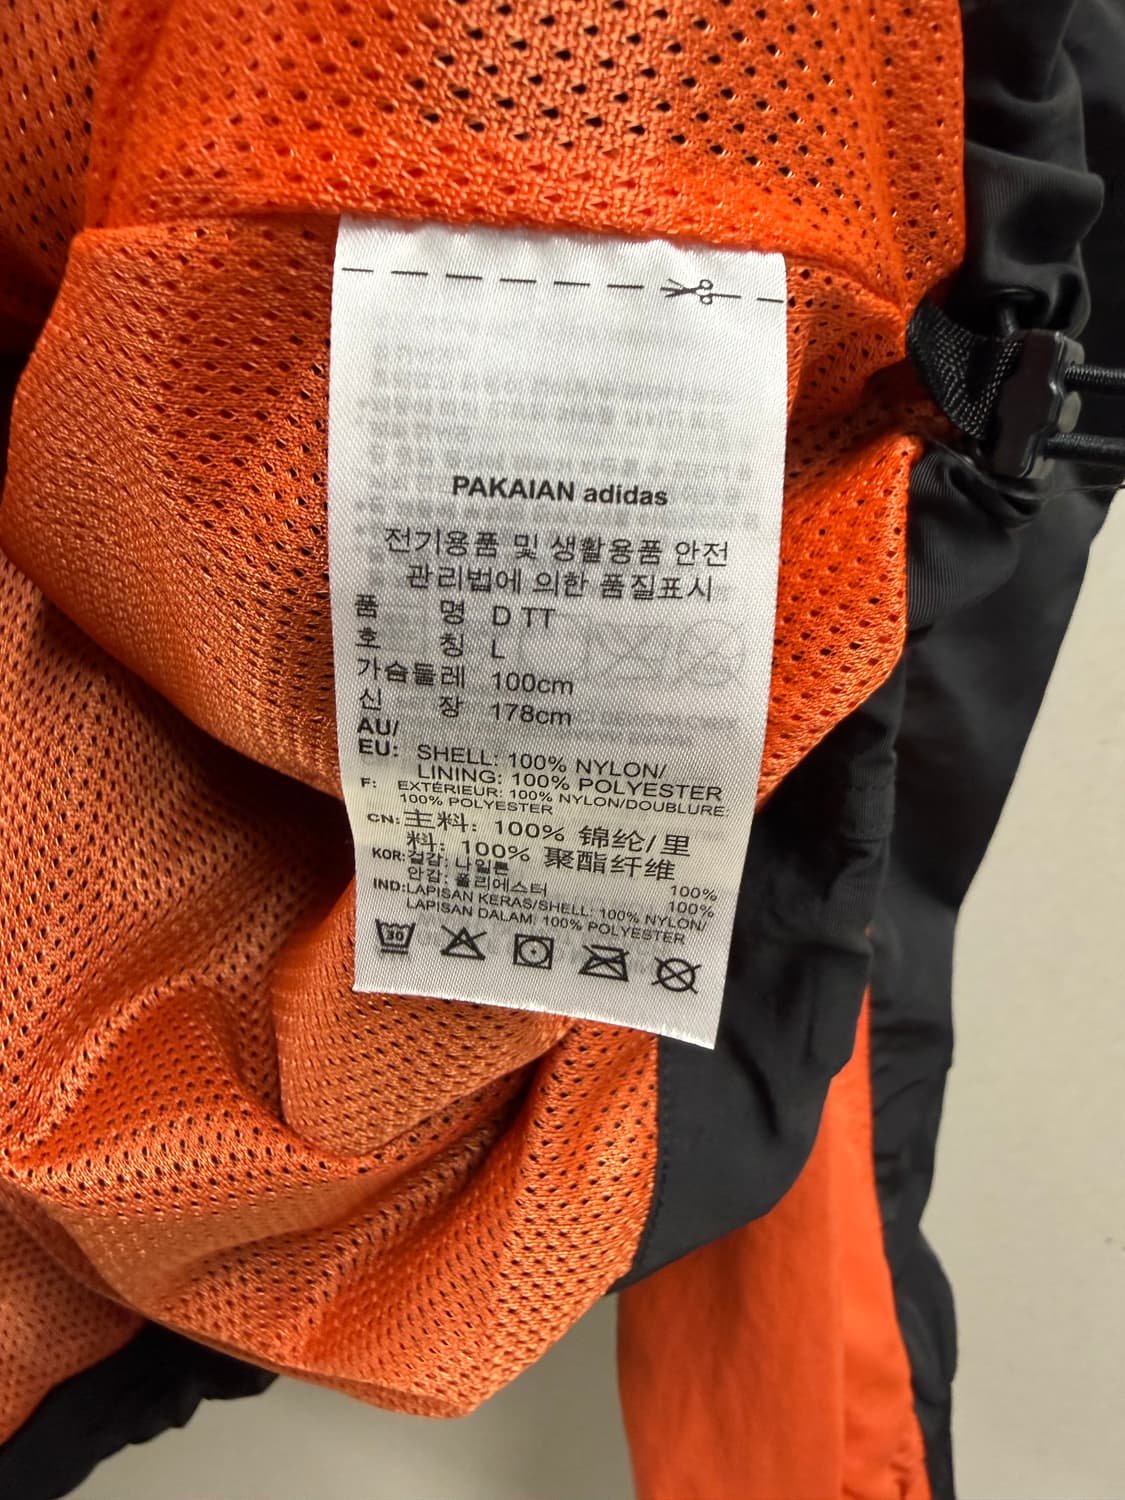 PAKAIAN adidas
전기용품 및 생활용품 안전
관리법에 의한 품질표시
품 명 D TT
호 칭 L
가슴둘레 100cm
신 장 178cm
AU/
EU: SHELL: 100% NYLON/
LINING: 100% POLYESTER
F: EXTÉRIEUR: 100% NYLON/DOUBLURE:
100% POLYESTER
CN: 主料: 100% 锦纶/里
料: 100% 聚酯纤维
KOR: 겉감: 나일론 100%
안감: 폴리에스터 100%
IND: LAPISAN KERAS/SHELL: 100% NYLON/
LAPISAN DALAM: 100% POLYESTER
30